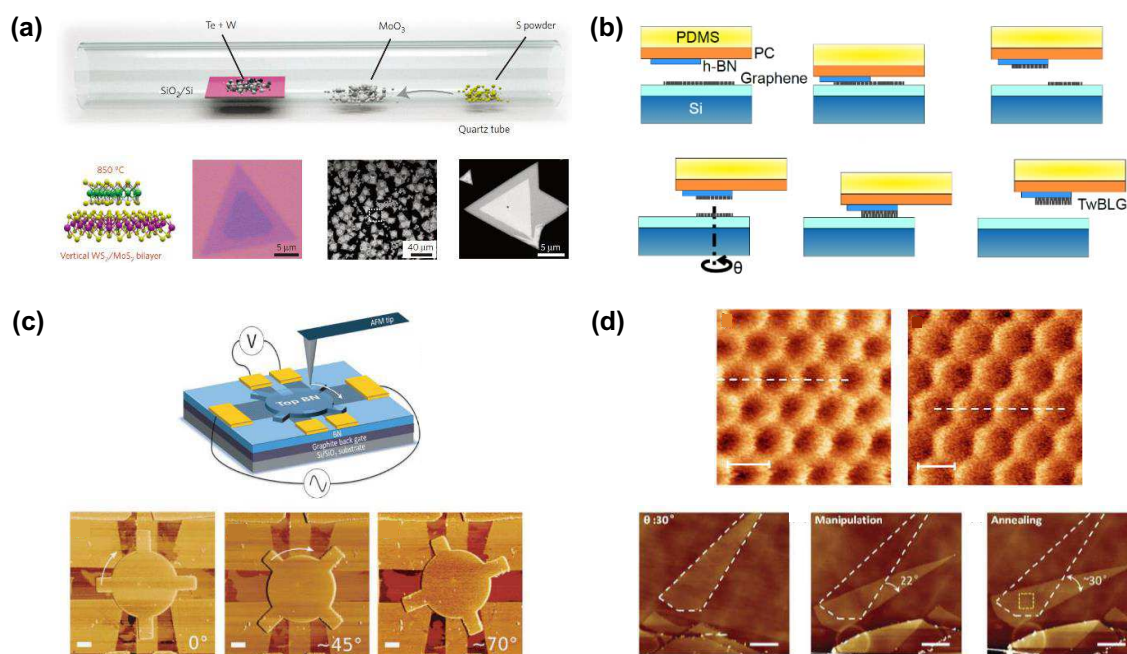 (a)
Te + W
MoO3
S powder
SiO2/Si
Quartz tube
850 °C
Vertical WS2/MoS2 bilayer
5 μm
40 μm
5 μm
(b)
PDMS
PC
h-BN
Graphene
Si
θ
TwBLG
(c)
AFM tip
V
Top BN
BN
Graphite back gate
Si/SiO2 substrate
0°
~45°
~70°
(d)
θ:30°
Manipulation
22°
Annealing
~30°